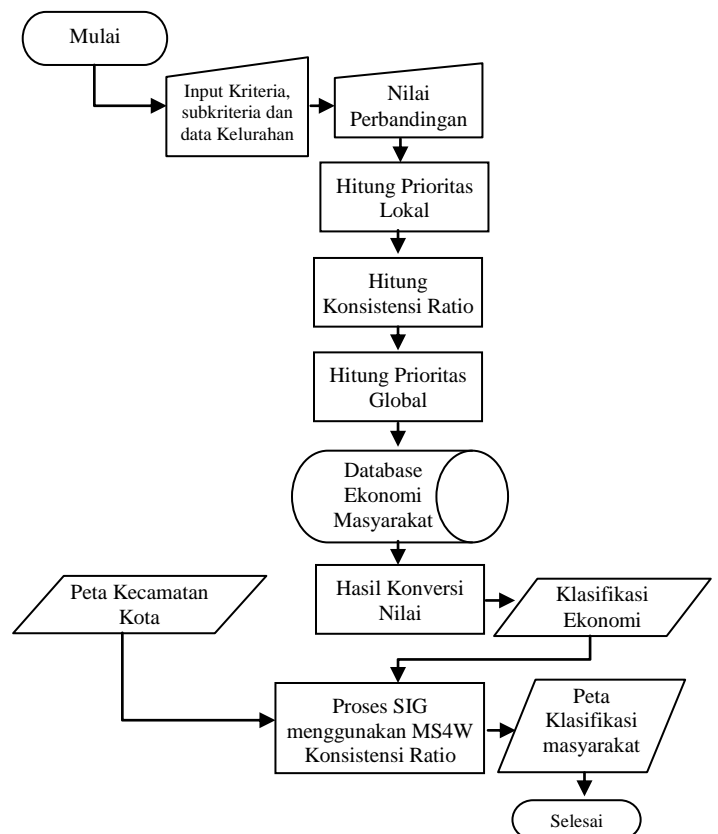 Mulai
Input Kriteria,
subkriteria dan
data Kelurahan
Nilai
Perbandingan
Hitung Prioritas
Lokal
Hitung
Konsistensi Ratio
Hitung Prioritas
Global
Database
Ekonomi
Masyarakat
Peta Kecamatan
Kota
Hasil Konversi
Nilai
Klasifikasi
Ekonomi
Proses SIG
menggunakan MS4W
Konsistensi Ratio
Peta
Klasifikasi
masyarakat
Selesai